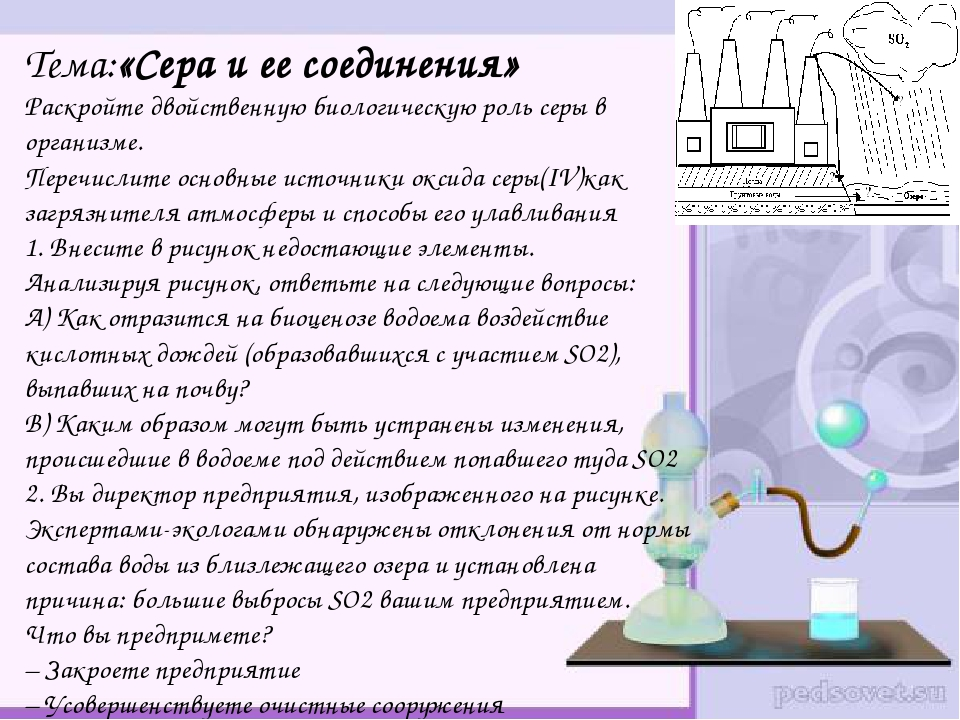 Тема:«Сера и ее соединения»
Раскройте двойственную биологическую роль серы в
организме.
Перечислите основные источники оксида серы(IV)как
загрязнителя атмосферы и способы его улавливания
1. Внесите в рисунок недостающие элементы.
Анализируя рисунок, ответьте на следующие вопросы:
А) Как отразится на биоценозе водоема воздействие
кислотных дождей (образовавшихся с участием SO2),
выпавших на почву?
В) Каким образом могут быть устранены изменения,
происшедшие в водоеме под действием попавшего туда SO2
2. Вы директор предприятия, изображенного на рисунке.
Экспертами-экологами обнаружены отклонения от нормы
состава воды из близлежащего озера и установлена
причина: большие выбросы SO2 вашим предприятием.
Что вы предпримете?
– Закроете предприятие
– Усовершенствуете очистные сооружения
SO2
Грунтовые воды
Озеро
pedsovet.su